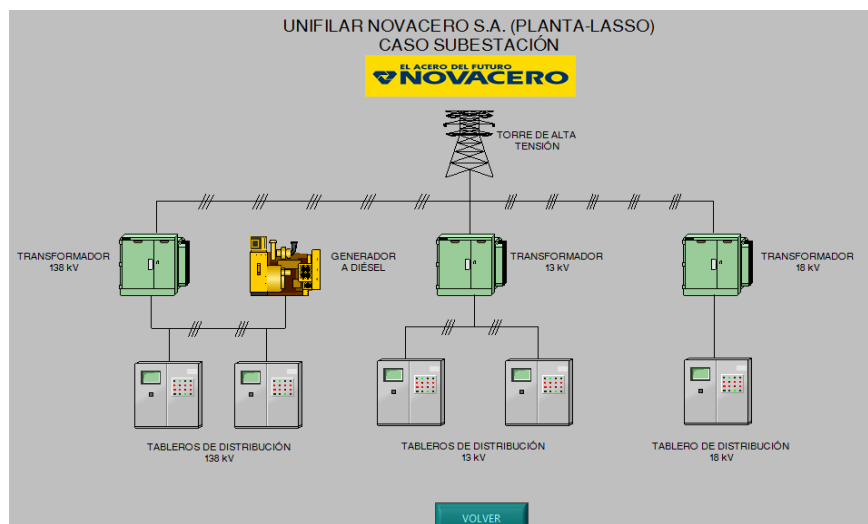 UNIFILAR NOVACERO S.A. (PLANTA-LASSO)
CASO SUBESTACIÓN
EL ACERO DEL FUTURO
NOVACERO
TORRE DE ALTA
TENSIÓN
TRANSFORMADOR
138 kV
GENERADOR
A DIÉSEL
TRANSFORMADOR
13 kV
TRANSFORMADOR
18 kV
TABLEROS DE DISTRIBUCIÓN
138 kV
TABLEROS DE DISTRIBUCIÓN
13 kV
TABLERO DE DISTRIBUCIÓN
18 kV
VOLVER